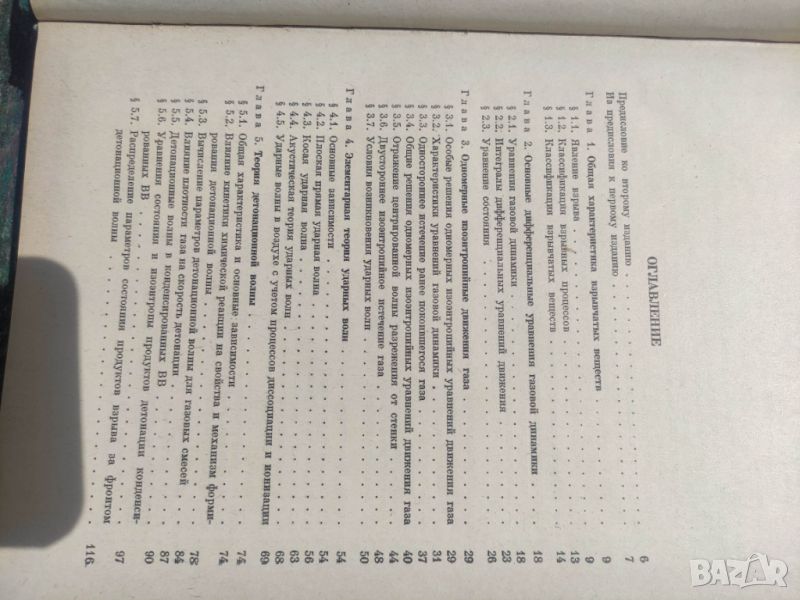 ОГЛАВЛЕНИЕ
Предисловие ко второму изданию . . . . . 6
Из предисловия к первому изданию . . . . . 7
Глава 1. Общая характеристика взрывчатых веществ . . . . . 9
§ 1.1. Явление взрыва . . . . . 9
§ 1.2. Классификация взрывных процессов . . . . . 13
§ 1.3. Классификация взрывчатых веществ . . . . . 14
Глава 2. Основные дифференциальные уравнения газовой динамики . . . . . 18
§ 2.1. Уравнения газовой динамики . . . . . 18
§ 2.2. Интегралы дифференциальных уравнений движения . . . . . 23
§ 2.3. Уравнение состояния . . . . . 26
Глава 3. Одномерные изоэнтропийные движения газа . . . . . 29
§ 3.1. Особые решения одномерных изоэнтропийных уравнений движения газа 29
§ 3.2. Характеристики уравнений газовой динамики . . . . . 31
§ 3.3. Одностороннее истечение ранее покоившегося газа . . . . . 37
§ 3.4. Общие решения одномерных изоэнтропийных уравнений движения газа 40
§ 3.5. Отражение центрированной волны разрежения от стенки . . . . . 44
§ 3.6. Двустороннее изоэнтропийное истечение газа . . . . . 48
§ 3.7. Условия возникновения ударных волн . . . . . 50
Глава 4. Элементарная теория ударных волн . . . . . 54
§ 4.1. Основные зависимости . . . . . 54
§ 4.2. Плоская прямая ударная волна . . . . . 54
§ 4.3. Косая ударная волна . . . . . 56
§ 4.4. Акустическая теория ударных волн . . . . . 63
§ 4.5. Ударные волны в воздухе с учетом процессов диссоциации и ионизации 68
Глава 5. Теория детонационной волны . . . . . 69
§ 5.1. Общая характеристика и основные зависимости . . . . . 74
§ 5.2. Влияние кинетики химической реакции на свойства и механизм форми-
рования детонационной волны . . . . . 74
§ 5.3. Вычисление параметров детонационной волны для газовых смесей
§ 5.4. Влияние плотности газа на скорость детонации . . . . . 78
§ 5.5. Детонационные волны в конденсированных ВВ . . . . . 84
§ 5.6. Уравнения состояния и изоэнтропы продуктов детонации конденси-
рованных ВВ . . . . . 87
§ 5.7. Распределение параметров состояния продуктов взрыва за фронтом 90
детонационной волны . . . . . 97
116
BAZAR